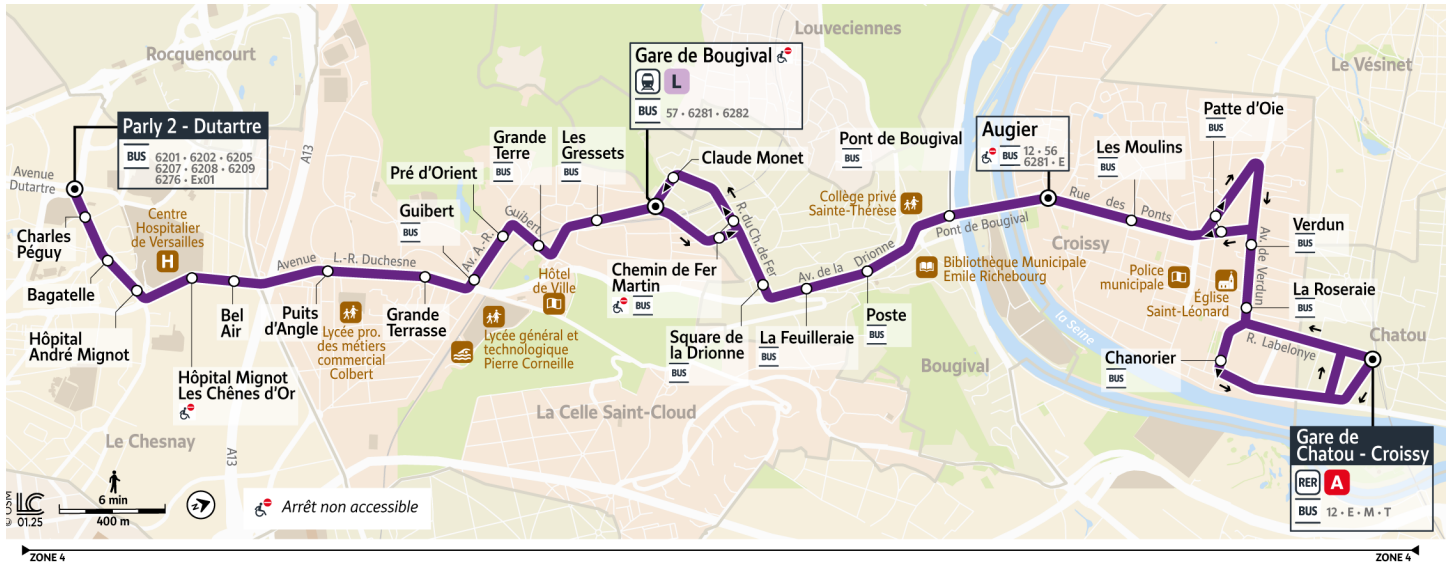 Rocquencourt
Louveciennes
Le Vésinet
Parly 2 - Dutartre
BUS
6201 • 6202 • 6205
6207 • 6208 • 6209
6276 • Ex01
Gare de Bougival
L
BUS
57 • 6281 • 6282
A13
Avenue
Dutartre
Charles
Péguy
Bagatelle
Hôpital
André Mignot
Centre
Hospitalier
de Versailles
H
Hôpital Mignot
Les Chênes d'Or
Bel
Air
Avenue
L.-R. Duchesne
Puits
d'Angle
Lycée pro.
des métiers
commercial
Colbert
Grande
Terrasse
Guibert
BUS
Av. A.-R.
Guibert
Pré d'Orient
Grande
Terre
BUS
Les
Gressets
BUS
Hôtel
de Ville
Lycée général et
technologique
Pierre Corneille
Claude Monet
R. du Ch. de Fer
Chemin de Fer
Martin
BUS
Square de
la Drionne
BUS
La Feuilleraie
BUS
Av. de la
Drionne
Poste
BUS
Collège privé
Sainte-Thérèse
Pont de Bougival
BUS
Pont de Bougival
Bibliothèque Municipale
Emile Richebourg
Augier
BUS
12 • 56
6281 • E
Les Moulins
BUS
Rue des Ponts
Croissy
Patte d'Oie
BUS
Verdun
BUS
Av. de Verdun
Police
municipale
Église
Saint-Léonard
La Roseraie
BUS
R. Labelonye
Chanorier
BUS
Chatou
Gare de
Chatou - Croissy
RER
A
BUS
12 • E • M • T
la Seine
Bougival
La Celle Saint-Cloud
Le Chesnay
A13
© OSM
LC
01.25
6 min
400 m
N
Arrêt non accessible
ZONE 4
ZONE 4